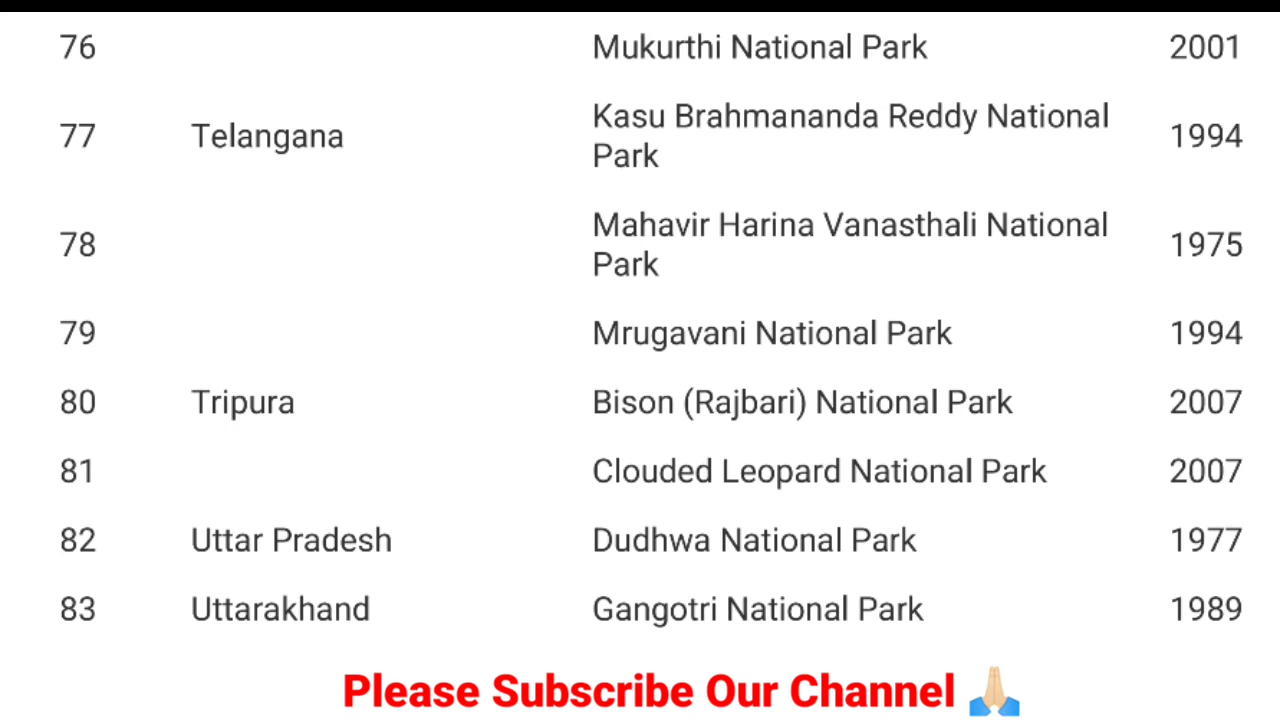 76 Mukurthi National Park 2001
77 Telangana Kasu Brahmananda Reddy National Park 1994
78 Mahavir Harina Vanasthali National Park 1975
79 Mrugavani National Park 1994
80 Tripura Bison (Rajbari) National Park 2007
81 Clouded Leopard National Park 2007
82 Uttar Pradesh Dudhwa National Park 1977
83 Uttarakhand Gangotri National Park 1989
Please Subscribe Our Channel 🙏🏼